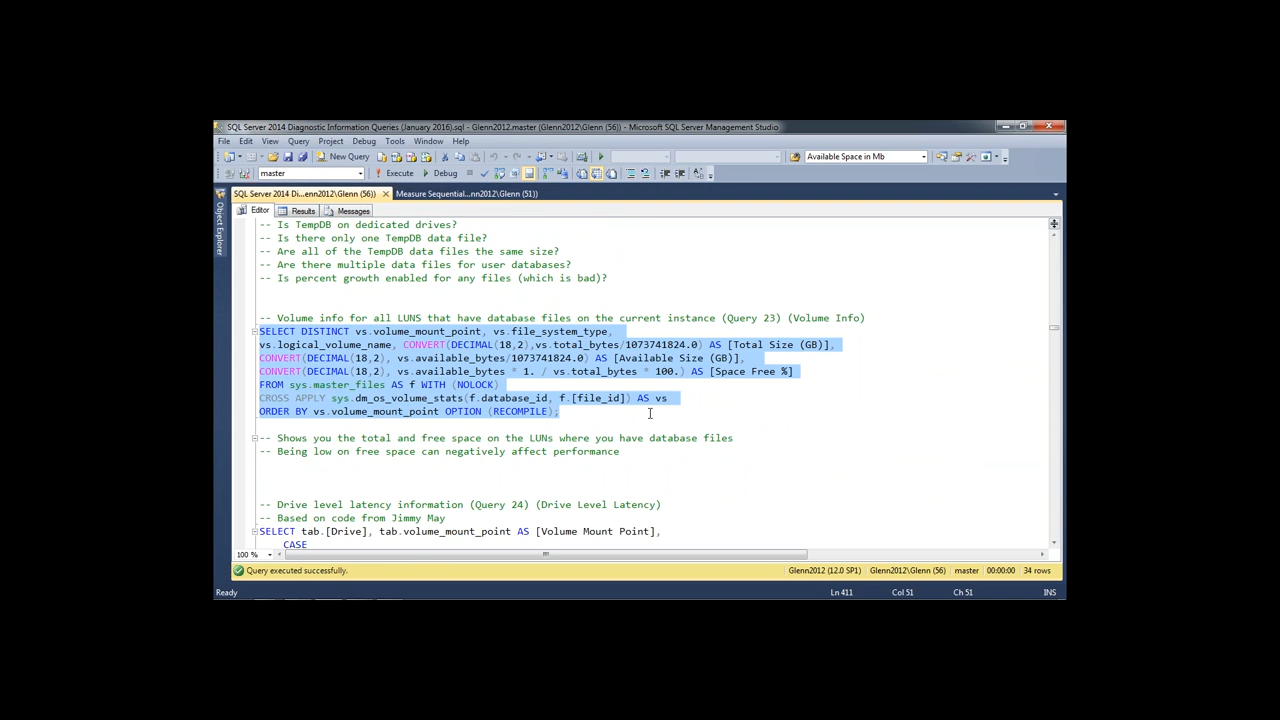 SQL Server 2014 Diagnostic Information Queries (January 2016).sql - Glenn2012.master (Glenn2012\Glenn (56)) - Microsoft SQL Server Management Studio
File Edit View Query Project Debug Tools Window Help
New Query Available Space in Mb
master Execute Debug
SQL Server 2014 Di...enn2012\Glenn (56)) Measure Sequential...nn2012\Glenn (51))
Object Explorer
Editor Results Messages
-- Is TempDB on dedicated drives?
-- Is there only one TempDB data file?
-- Are all of the TempDB data files the same size?
-- Are there multiple data files for user databases?
-- Is percent growth enabled for any files (which is bad)?
-- Volume info for all LUNS that have database files on the current instance (Query 23) (Volume Info)
SELECT DISTINCT vs.volume_mount_point, vs.file_system_type,
vs.logical_volume_name, CONVERT(DECIMAL(18,2),vs.total_bytes/1073741824.0) AS [Total Size (GB)],
CONVERT(DECIMAL(18,2), vs.available_bytes/1073741824.0) AS [Available Size (GB)],
CONVERT(DECIMAL(18,2), vs.available_bytes * 1. / vs.total_bytes * 100.) AS [Space Free %]
FROM sys.master_files AS f WITH (NOLOCK)
CROSS APPLY sys.dm_os_volume_stats(f.database_id, f.[file_id]) AS vs
ORDER BY vs.volume_mount_point OPTION (RECOMPILE);
-- Shows you the total and free space on the LUNs where you have database files
-- Being low on free space can negatively affect performance
-- Drive level latency information (Query 24) (Drive Level Latency)
-- Based on code from Jimmy May
SELECT tab.[Drive], tab.volume_mount_point AS [Volume Mount Point],
CASE
100 %
Query executed successfully. Glenn2012 (12.0 SP1) Glenn2012\Glenn (56) master 00:00:00 34 rows
Ready Ln 411 Col 51 Ch 51 INS